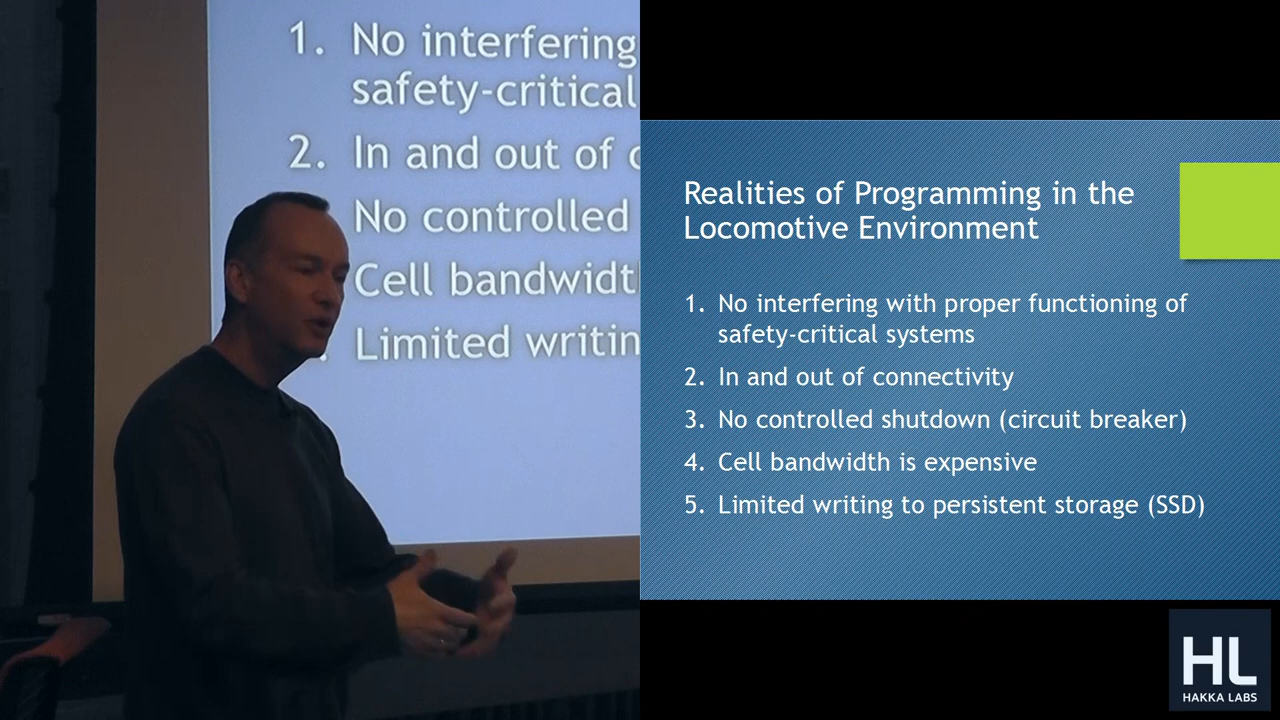 1. No interfering
safety-critical
2. In and out of
No controlled
Cell bandwidt
Limited writin
Realities of Programming in the
Locomotive Environment
1. No interfering with proper functioning of
safety-critical systems
2. In and out of connectivity
3. No controlled shutdown (circuit breaker)
4. Cell bandwidth is expensive
5. Limited writing to persistent storage (SSD)
HL
HAKKA LABS